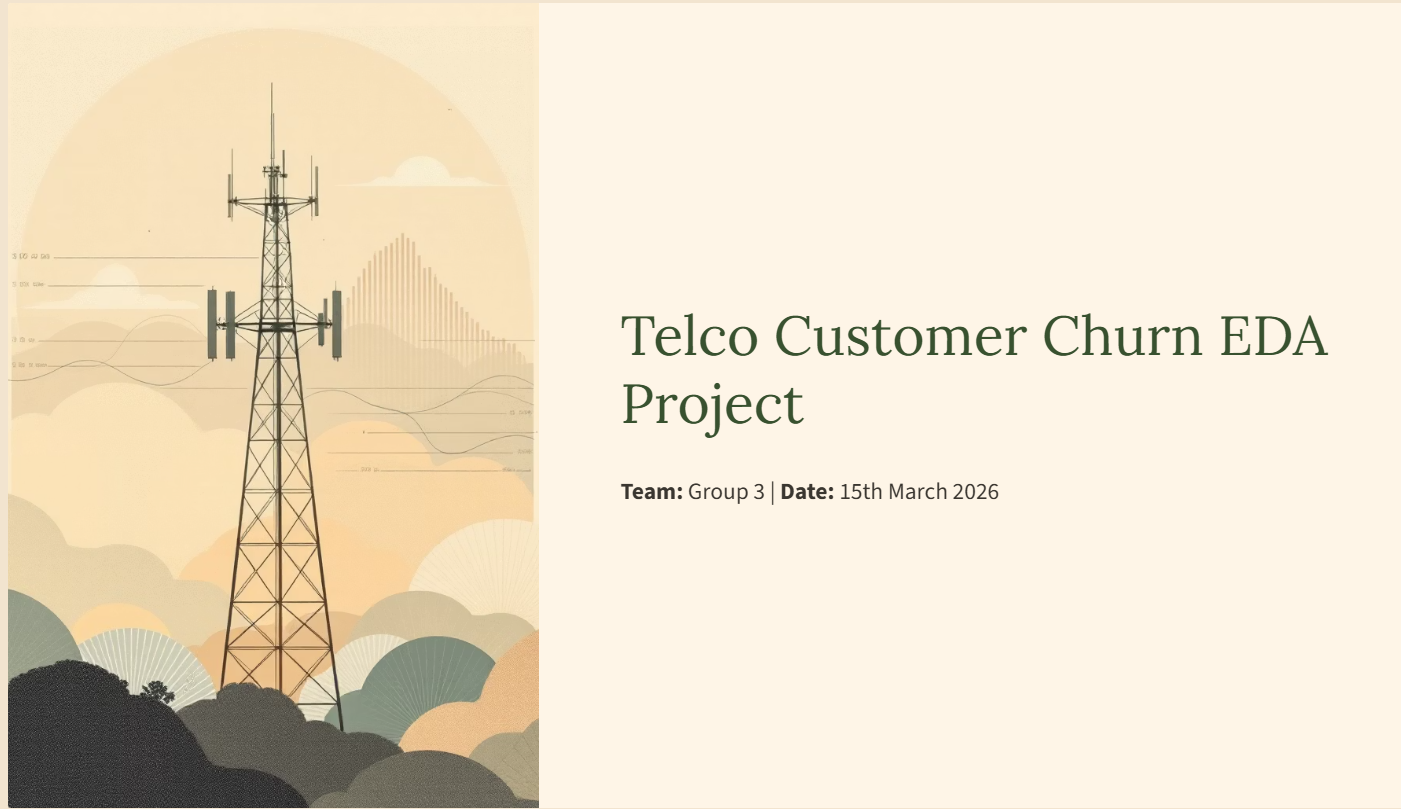 Telco Customer Churn EDA
Project
Team: Group 3 | Date: 15th March 2026